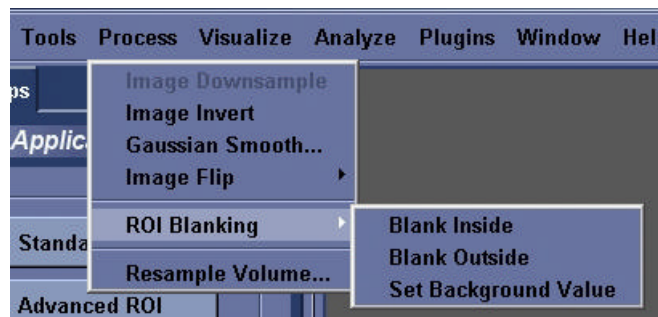 Tools Process Visualize Analyze Plugins Window Hel
ps
Image Downsample
Image Invert
Applic
Gaussian Smooth...
Image Flip
ROI Blanking
Blank Inside
Standa
Blank Outside
Resample Volume...
Set Background Value
Advanced ROI